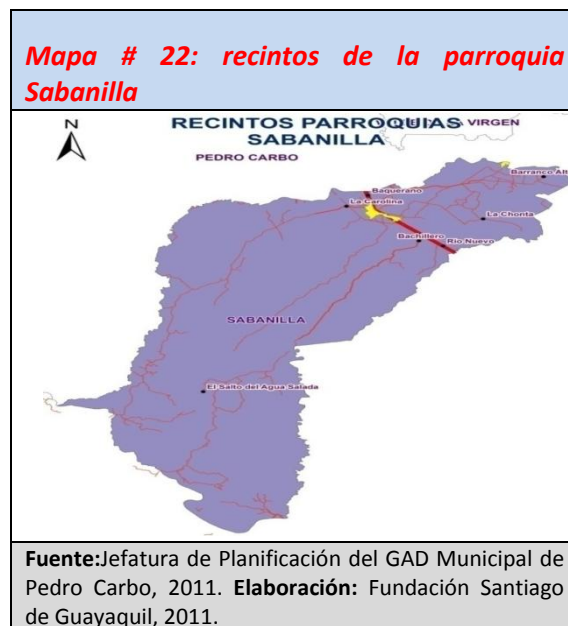 Mapa # 22: recintos de la parroquia
Sabanilla
N
RECINTOS PARROQUIAS
VIRGEN
SABANILLA
PEDRO CARBO
Barranco Alt
Baquerano
La Carolina
La Chonta
Bachillero
Rio Nuevo
SABANILLA
El Salto del Agua Salada
Fuente:Jefatura de Planificación del GAD Municipal de
Pedro Carbo, 2011. Elaboración: Fundación Santiago
de Guayaquil, 2011.